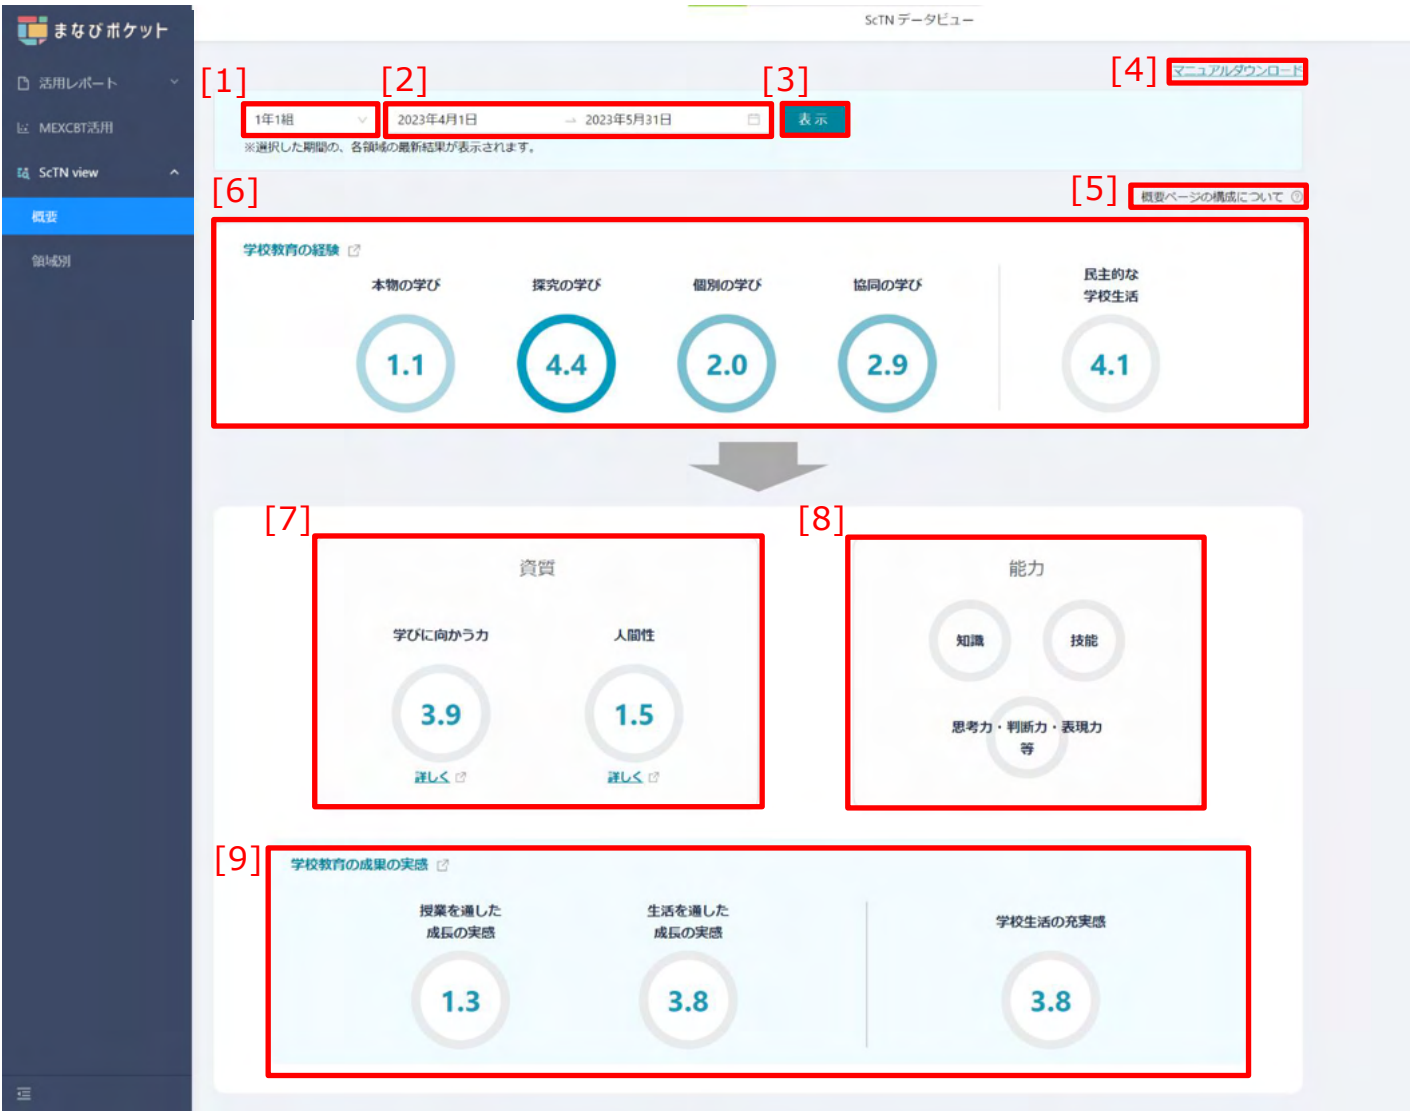 まなびポケット
ScTN データビュー
活用レポート
MEXCBT活用
ScTN view
概要
領域別
[1]
[2]
[3]
[4]
マニュアルダウンロード
1年1組
2023年4月1日 → 2023年5月31日
表示
※選択した期間の、各領域の最新結果が表示されます。
[5]
概要ページの構成について
[6]
学校教育の経験
本物の学び
探究の学び
個別の学び
協同の学び
民主的な
学校生活
1.1
4.4
2.0
2.9
4.1
[7]
資質
学びに向かう力
人間性
3.9
1.5
詳しく
詳しく
[8]
能力
知識
技能
思考力・判断力・表現力
等
[9]
学校教育の成果の実感
授業を通した
成長の実感
生活を通した
成長の実感
学校生活の充実感
1.3
3.8
3.8